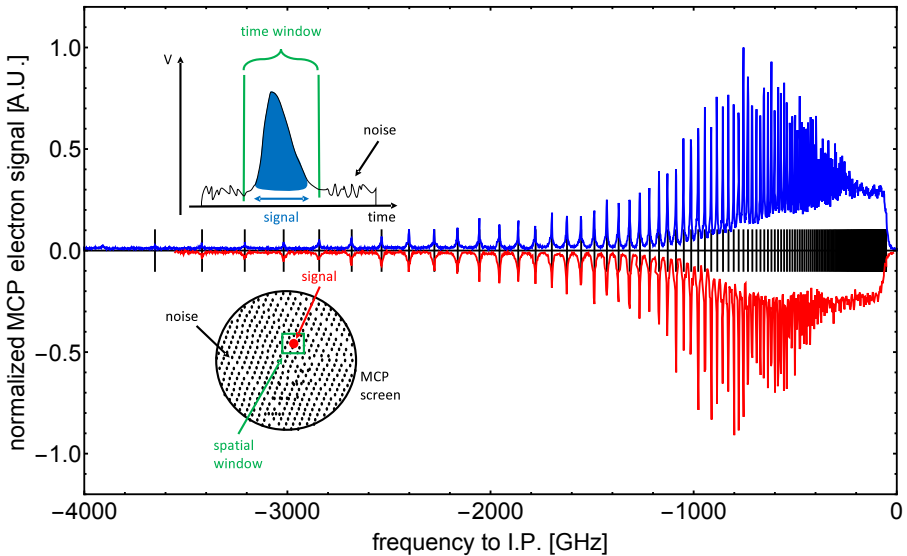 normalized MCP electron signal [A.U.]
1.0
0.5
0.0
−0.5
−1.0
time window
V
noise
signal
time
signal
noise
MCP
screen
spatial
window
−4000
−3000
−2000
−1000
0
frequency to I.P. [GHz]